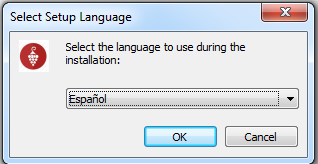 Select Setup Language
Select the language to use during the
installation:
Español
OK
Cancel